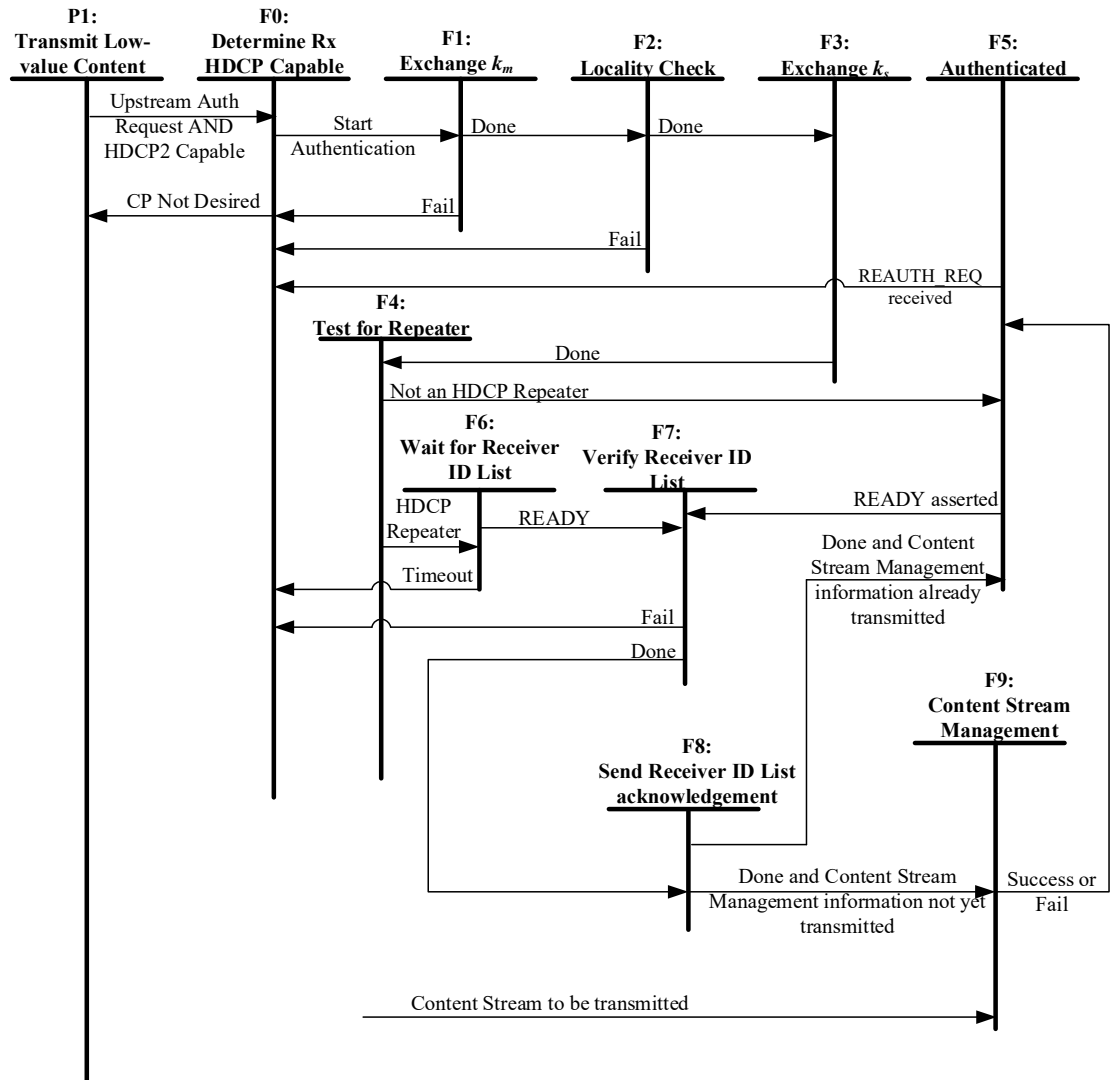 P1:
Transmit Low-
value Content
F0:
Determine Rx
HDCP Capable
F1:
Exchange km
F2:
Locality Check
F3:
Exchange ks
F5:
Authenticated
Upstream Auth
Request AND
HDCP2 Capable
Start
Authentication
Done
Done
CP Not Desired
Fail
Fail
REAUTH_REQ
received
F4:
Test for Repeater
Done
Not an HDCP Repeater
F6:
Wait for Receiver
ID List
F7:
Verify Receiver ID
List
HDCP
Repeater
READY
READY asserted
Timeout
Done and Content
Stream Management
information already
transmitted
Fail
Done
F9:
Content Stream
Management
F8:
Send Receiver ID List
acknowledgement
Done and Content Stream
Management information not yet
transmitted
Success or
Fail
Content Stream to be transmitted